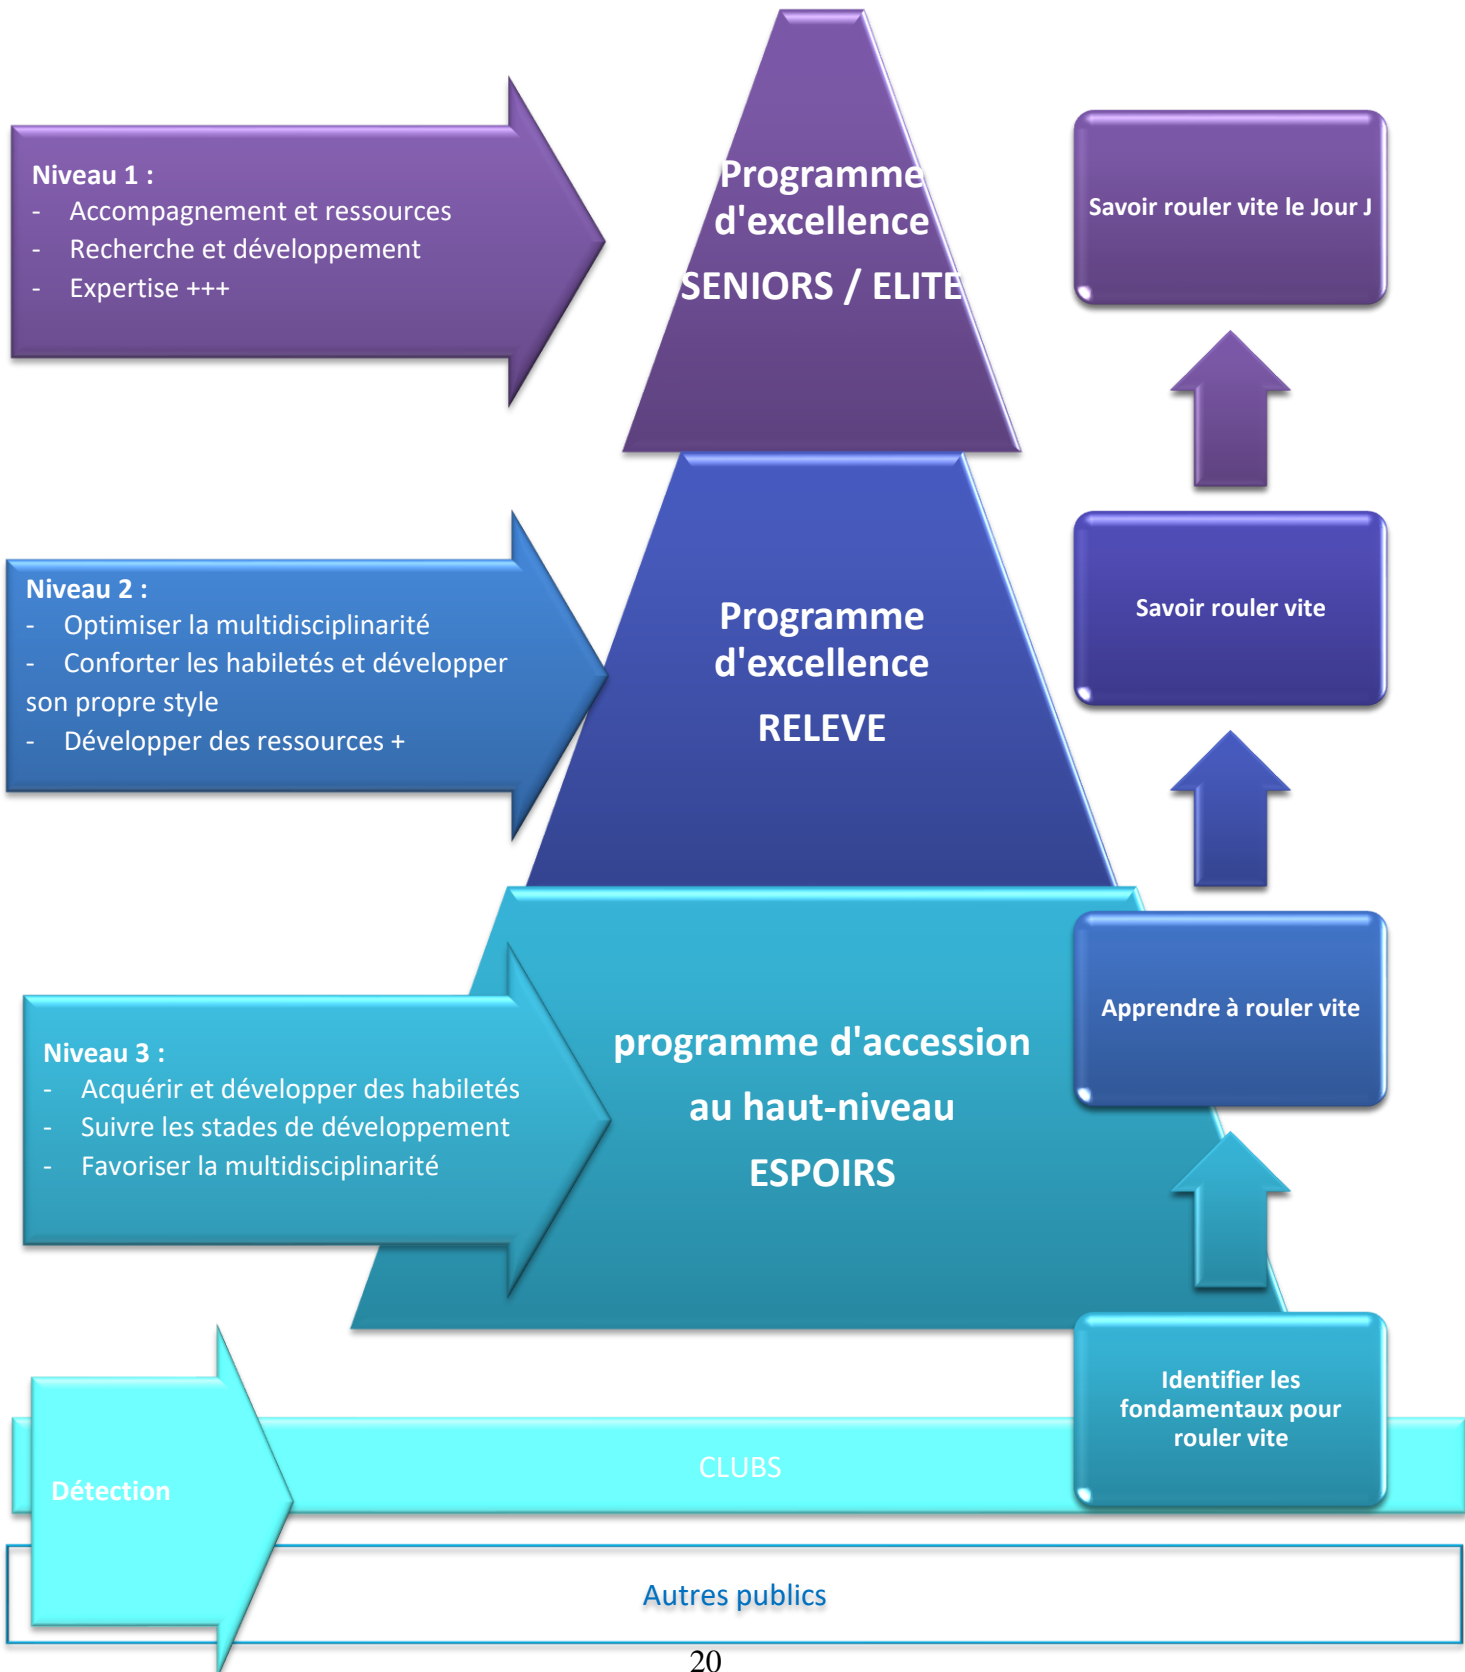 Niveau 1 :
- Accompagnement et ressources
- Recherche et développement
- Expertise +++
Programme
d'excellence
SENIORS / ELITE
Savoir rouler vite le Jour J
Niveau 2 :
- Optimiser la multidisciplinarité
- Conforter les habiletés et développer
son propre style
- Développer des ressources +
Programme
d'excellence
RELEVE
Savoir rouler vite
Niveau 3 :
- Acquérir et développer des habiletés
- Suivre les stades de développement
- Favoriser la multidisciplinarité
programme d'accession
au haut-niveau
ESPOIRS
Apprendre à rouler vite
Identifier les
fondamentaux pour
rouler vite
Détection
CLUBS
Autres publics
20